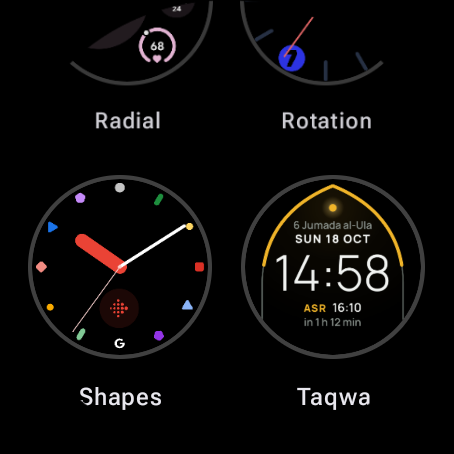 24
68
7
Radial
Rotation
6 Jumada al-Ula
SUN 18 OCT
14:58
ASR 16:10
in 1 h 12 min
G
Shapes
Taqwa